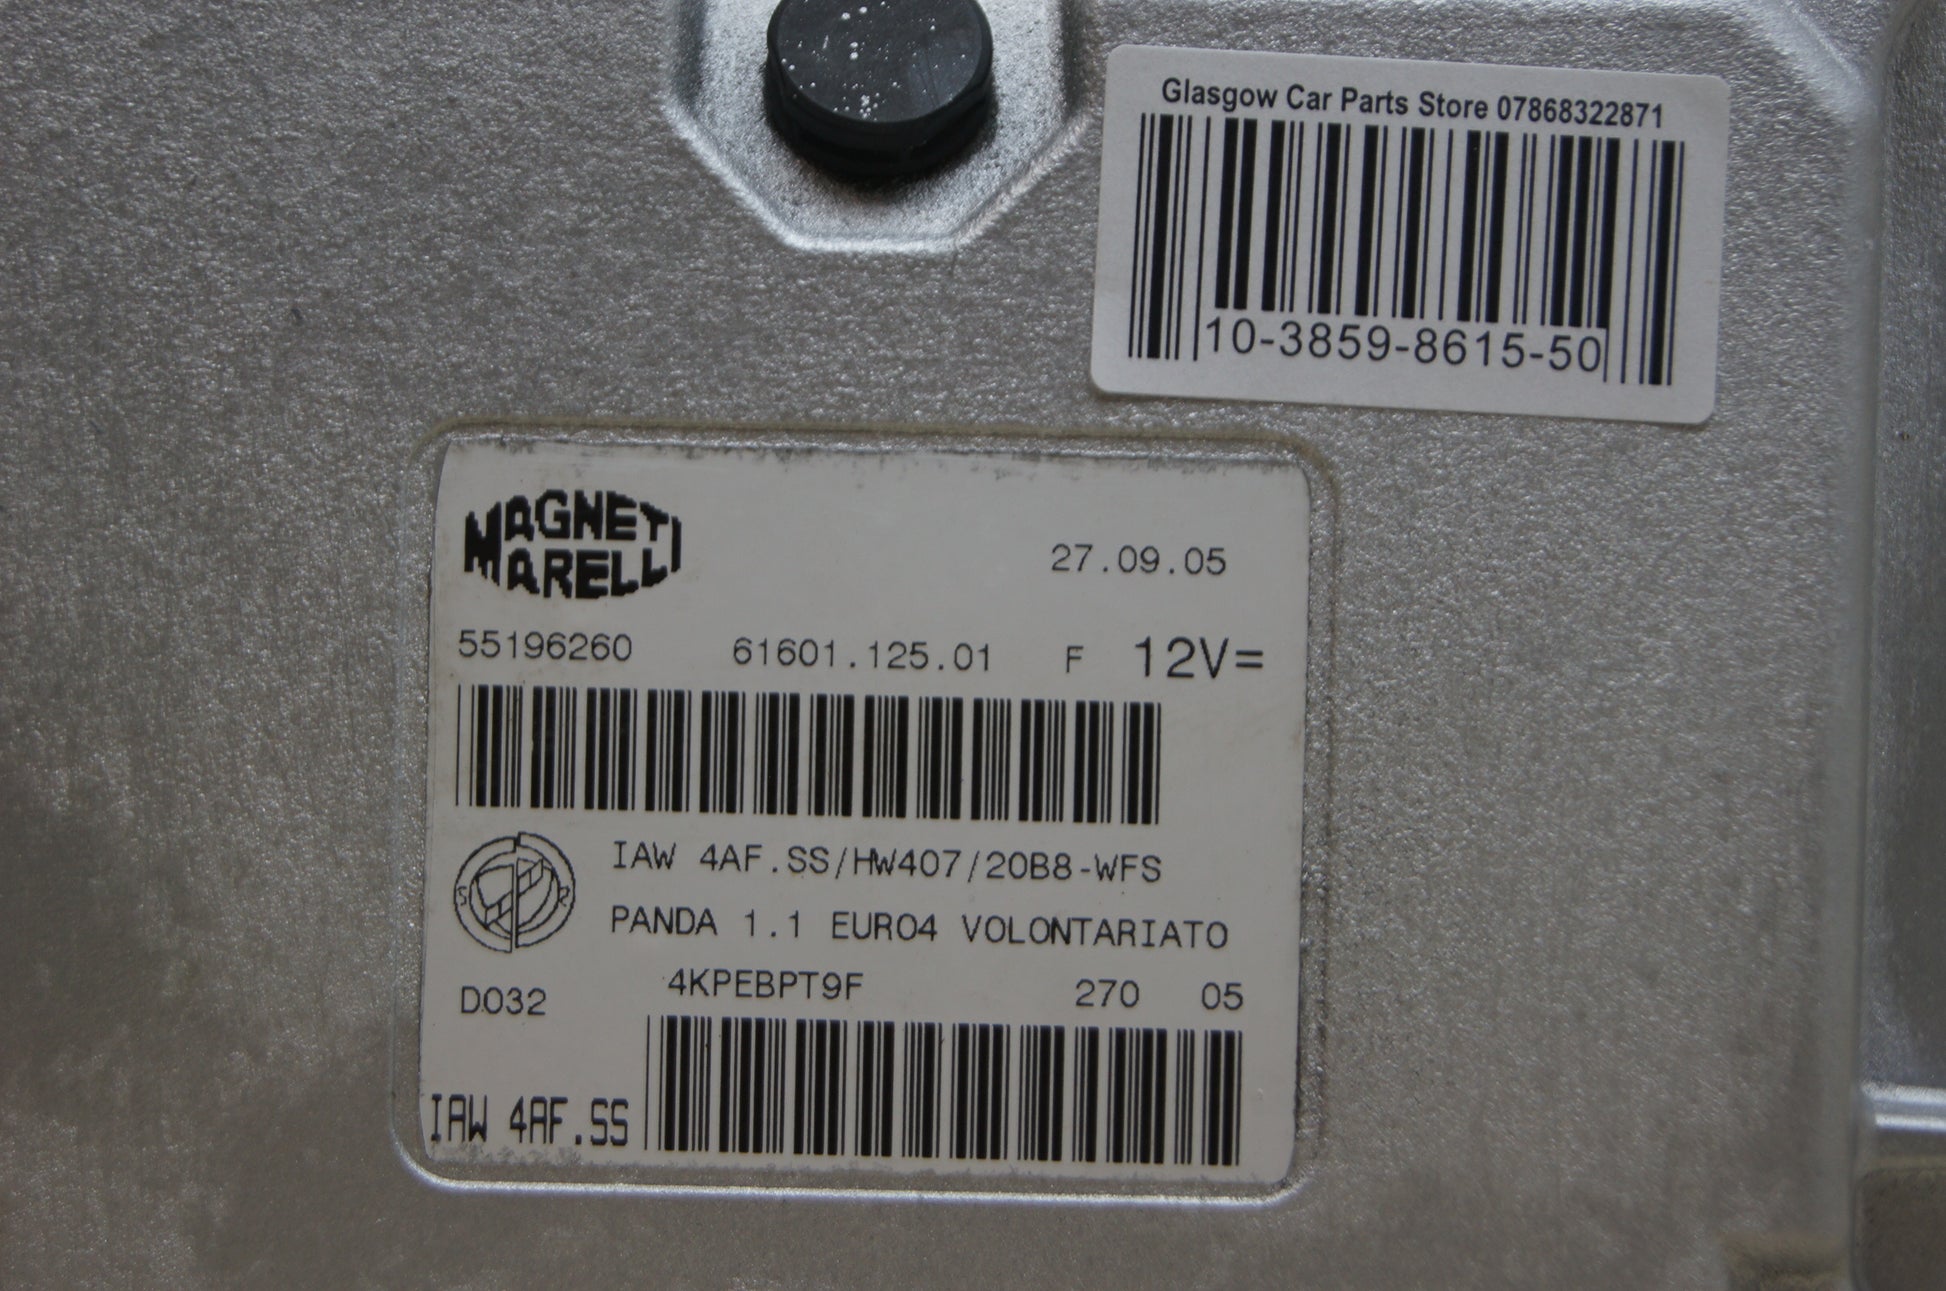 Glasgow Car Parts Store 07868322871
10-3859-8615-50
MAGNETI
MARELLI
27.09.05
55196260 61601.125.01 F 12V=
IAW 4AF.SS/HW407/20B8-WFS
S R
PANDA 1.1 EURO4 VOLONTARIATO
D032 4KPEBPT9F 270 05
IAW 4AF.SS